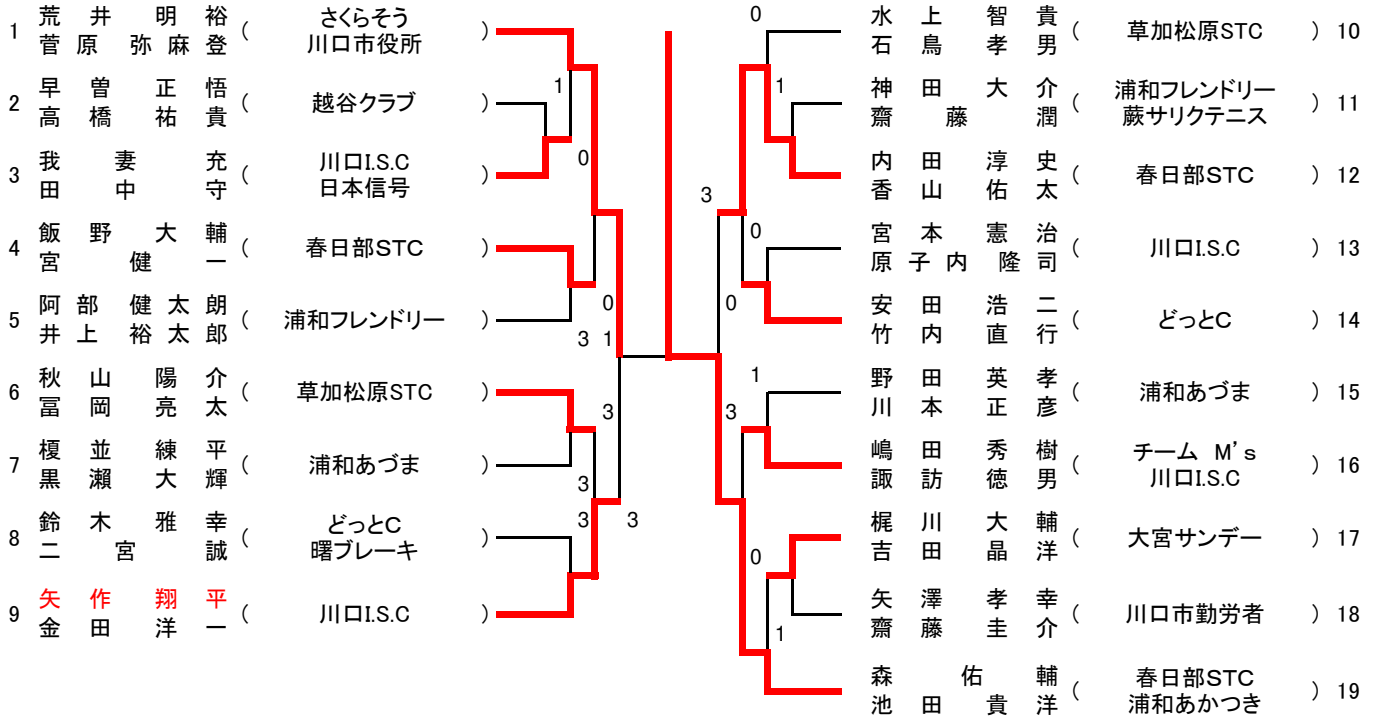 1 荒井明裕 菅原弥麻登 ( さくらそう 川口市役所 )
2 早曽正悟 高橋祐貴 ( 越谷クラブ )
3 我妻充 田中守 ( 川口I.S.C 日本信号 )
4 飯野大輔 宮健一 ( 春日部STC )
5 阿部健太朗 井上裕太郎 ( 浦和フレンドリー )
6 秋山陽介 冨岡亮太 ( 草加松原STC )
7 榎並練平 黒瀬大輝 ( 浦和あづま )
8 鈴木雅幸 二宮誠 ( どっとC 曙ブレーキ )
9 矢作翔平 金田洋一 ( 川口I.S.C )
1
0
0
3 1
3
3
3 3
0
1
3
0
0
1
3
0
1
水上智貴 石鳥孝男 ( 草加松原STC ) 10
神田大介 齋藤潤 ( 浦和フレンドリー 蕨サリクテニス ) 11
内田淳史 香山佑太 ( 春日部STC ) 12
宮本憲治 原子内隆司 ( 川口I.S.C ) 13
安田浩二 竹内直行 ( どっとC ) 14
野田英孝 川本正彦 ( 浦和あづま ) 15
嶋田秀樹 諏訪徳男 ( チーム M's 川口I.S.C ) 16
梶川大輔 吉田晶洋 ( 大宮サンデー ) 17
矢澤孝幸 齋藤圭介 ( 川口市勤労者 ) 18
森佑輔 池田貴洋 ( 春日部STC 浦和あかつき ) 19